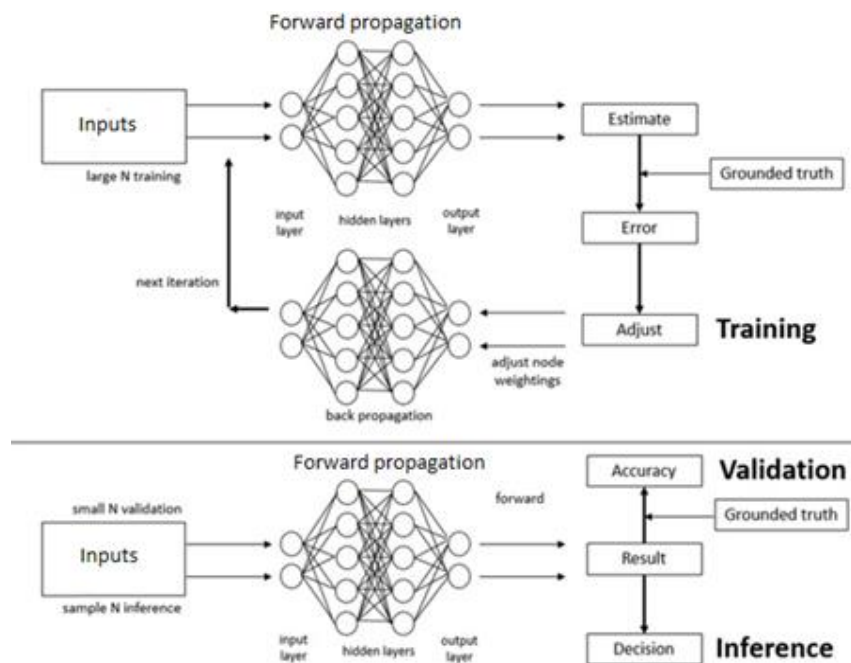 Forward propagation
Inputs
large N training
Estimate
Grounded truth
Error
input
layer
hidden layers
output
layer
next iteration
Adjust
Training
adjust node
weightings
back propagation
Forward propagation
small N validation
forward
Accuracy
Validation
Grounded truth
Inputs
Result
sample N inference
input
layer
hidden layers
output
layer
Decision
Inference